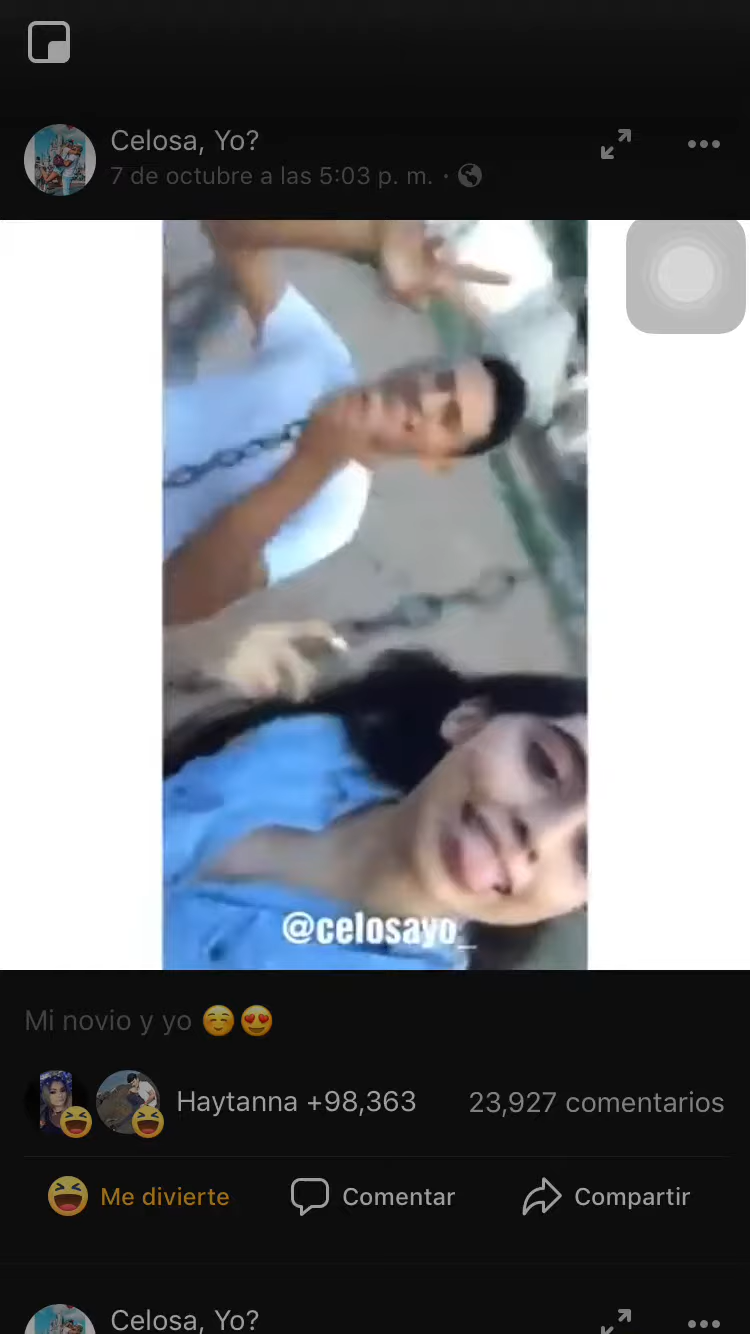 Celosa, Yo?
7 de octubre a las 5:03 p. m. ·
@celosayo_
Mi novio y yo ☺️😍
Haytanna +98,363 23,927 comentarios
Me divierte Comentar Compartir
Celosa, Yo?